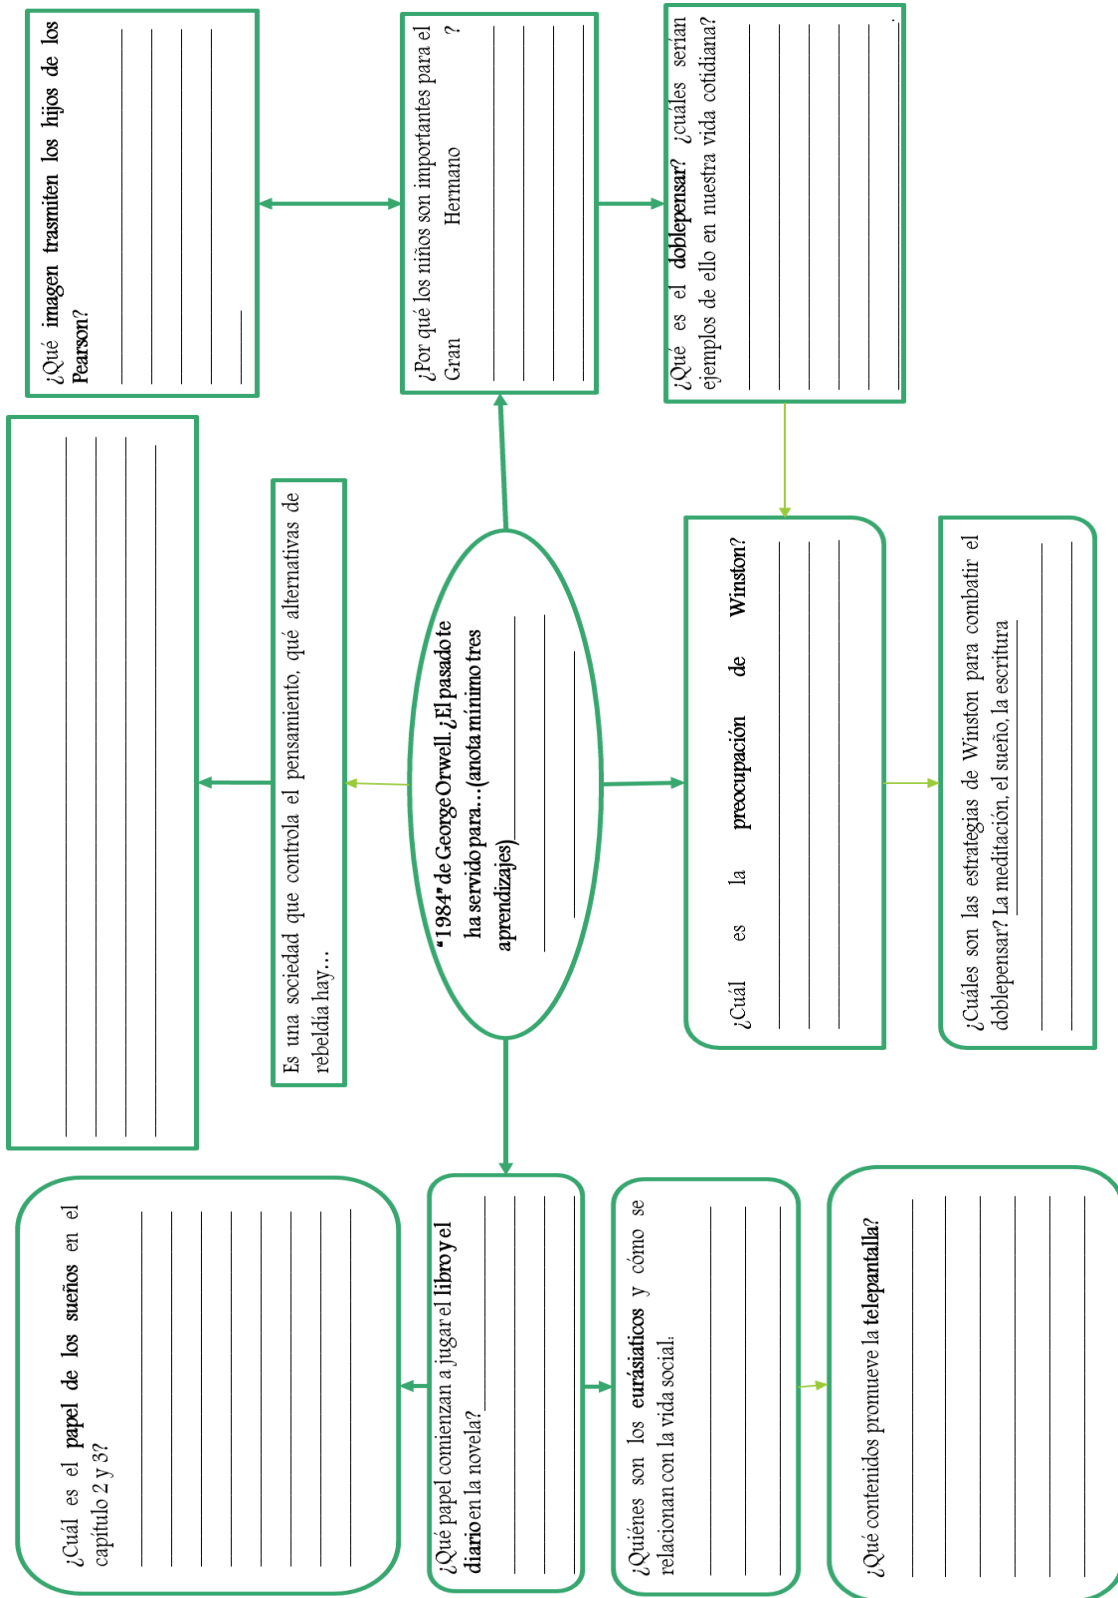 ¿Cuál es el papel de los sueños en el
capítulo 2 y 3?
¿Qué papel comienzan a jugar el libro y el
diario en la novela?
¿Quiénes son los eurásiaticos y cómo se
relacionan con la vida social:
¿Qué contenidos promueve la telepantalla?
Es una sociedad que controla el pensamiento, qué alternativas de
rebeldía hay…
“1984” de George Orwell. ¿El pasado te
ha servido para… (anota mínimo tres
aprendizajes)
¿Cuál es la preocupación de Winston?
¿Cuáles son las estrategias de Winston para combatir el
doblepensar? La meditación, el sueño, la escritura
¿Qué imagen trasmiten los hijos de los
Pearson?
¿Por qué los niños son importantes para el
Gran Hermano ?
¿Qué es el doblepensar? ¿cuáles serían
ejemplos de ello en nuestra vida cotidiana?
.